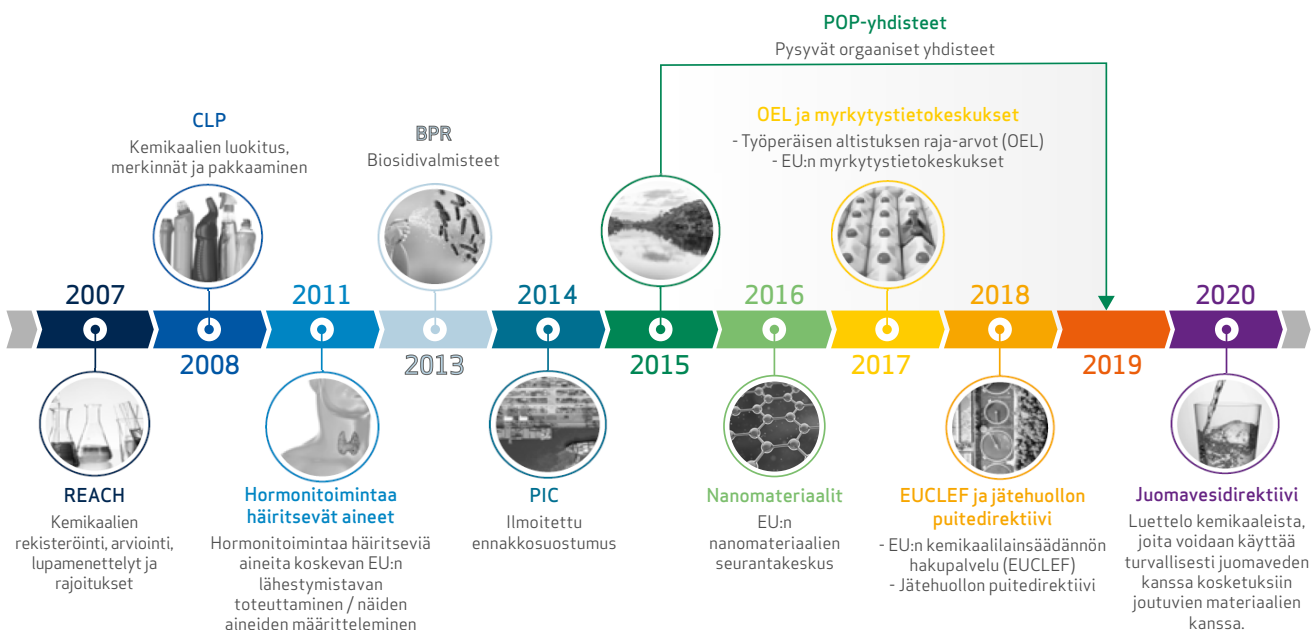 POP-yhdisteet
Pysyvät orgaaniset yhdisteet
CLP
Kemikaalien luokitus,
merkinnät ja pakkaaminen
BPR
Biosidivalmisteet
OEL ja myrkytystietokeskukset
- Työperäisen altistuksen raja-arvot (OEL)
- EU:n myrkytystietokeskukset
2007
2008
2011
2013
2014
2015
2016
2017
2018
2019
2020
REACH
Kemikaalien
rekisteröinti, arviointi,
lupamenettelyt ja
rajoitukset
Hormonitoimintaa
häiritsevät aineet
Hormonitoimintaa häiritseviä
aineita koskevan EU:n
lähestymistavan
toteuttaminen / näiden
aineiden määritteleminen
PIC
Ilmoitettu
ennakkosuostumus
Nanomateriaalit
EU:n
nanomateriaalien
seurantakeskus
EUCLEF ja jätehuollon
puitedirektiivi
- EU:n kemikaalilainsäädännön
hakupalvelu (EUCLEF)
- Jätehuollon puitedirektiivi
Juomavesidirektiivi
Luettelo kemikaaleista,
joita voidaan käyttää
turvallisesti juomaveden
kanssa kosketuksiin
joutuvien materiaalien
kanssa.